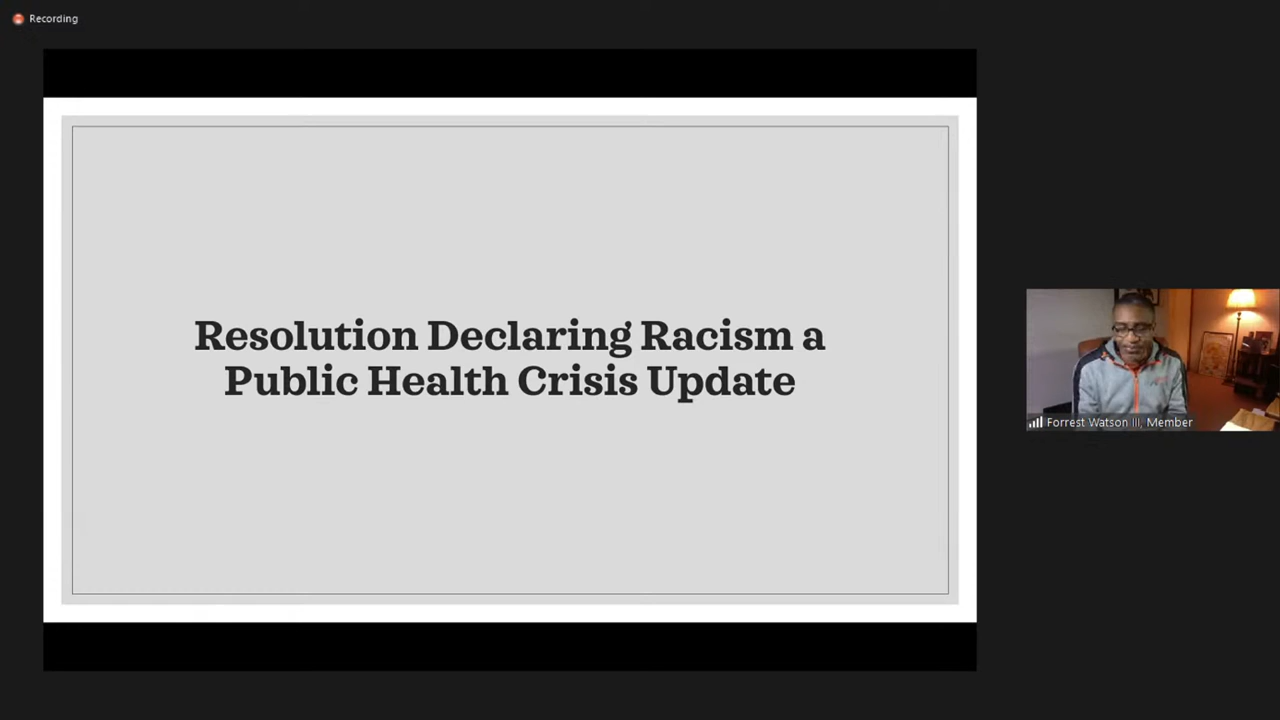 Recording
Resolution Declaring Racism a
Public Health Crisis Update
Forrest Watson III, Member